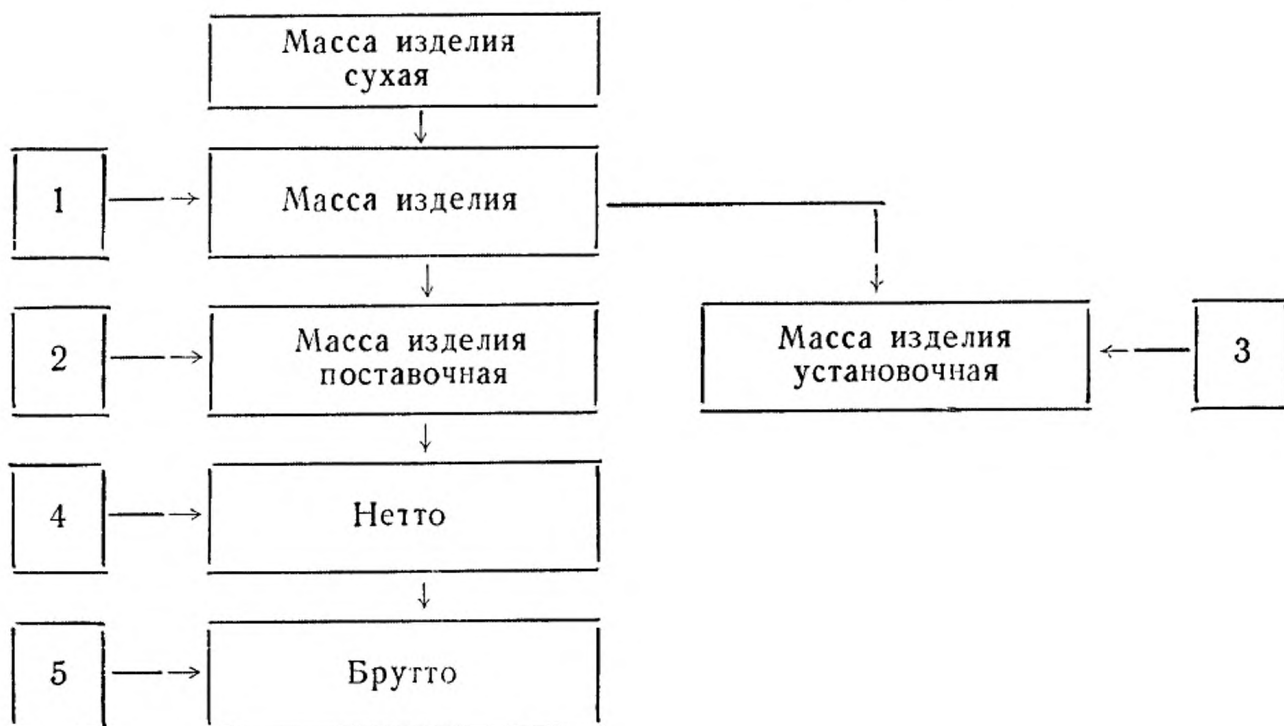 Масса изделия
сухая
1
Масса изделия
2
Масса изделия
поставочная
Масса изделия
установочная
3
4
Нетто
5
Брутто